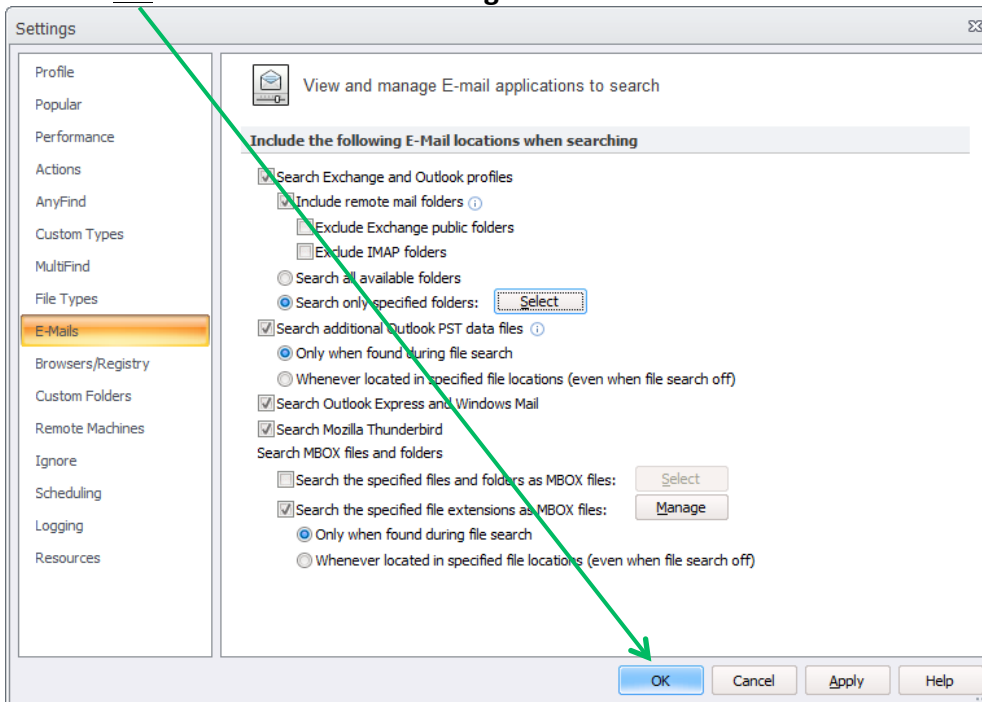 Settings
Profile
Popular
Performance
Actions
AnyFind
Custom Types
MultiFind
File Types
E-Mails
Browsers/Registry
Custom Folders
Remote Machines
Ignore
Scheduling
Logging
Resources
View and manage E-mail applications to search
Include the following E-Mail locations when searching
Search Exchange and Outlook profiles
Include remote mail folders
Exclude Exchange public folders
Exclude IMAP folders
Search all available folders
Search only specified folders: Select
Search additional Outlook PST data files
Only when found during file search
Whenever located in specified file locations (even when file search off)
Search Outlook Express and Windows Mail
Search Mozilla Thunderbird
Search MBOX files and folders
Search the specified files and folders as MBOX files: Select
Search the specified file extensions as MBOX files: Manage
Only when found during file search
Whenever located in specified file locations (even when file search off)
OK Cancel Apply Help